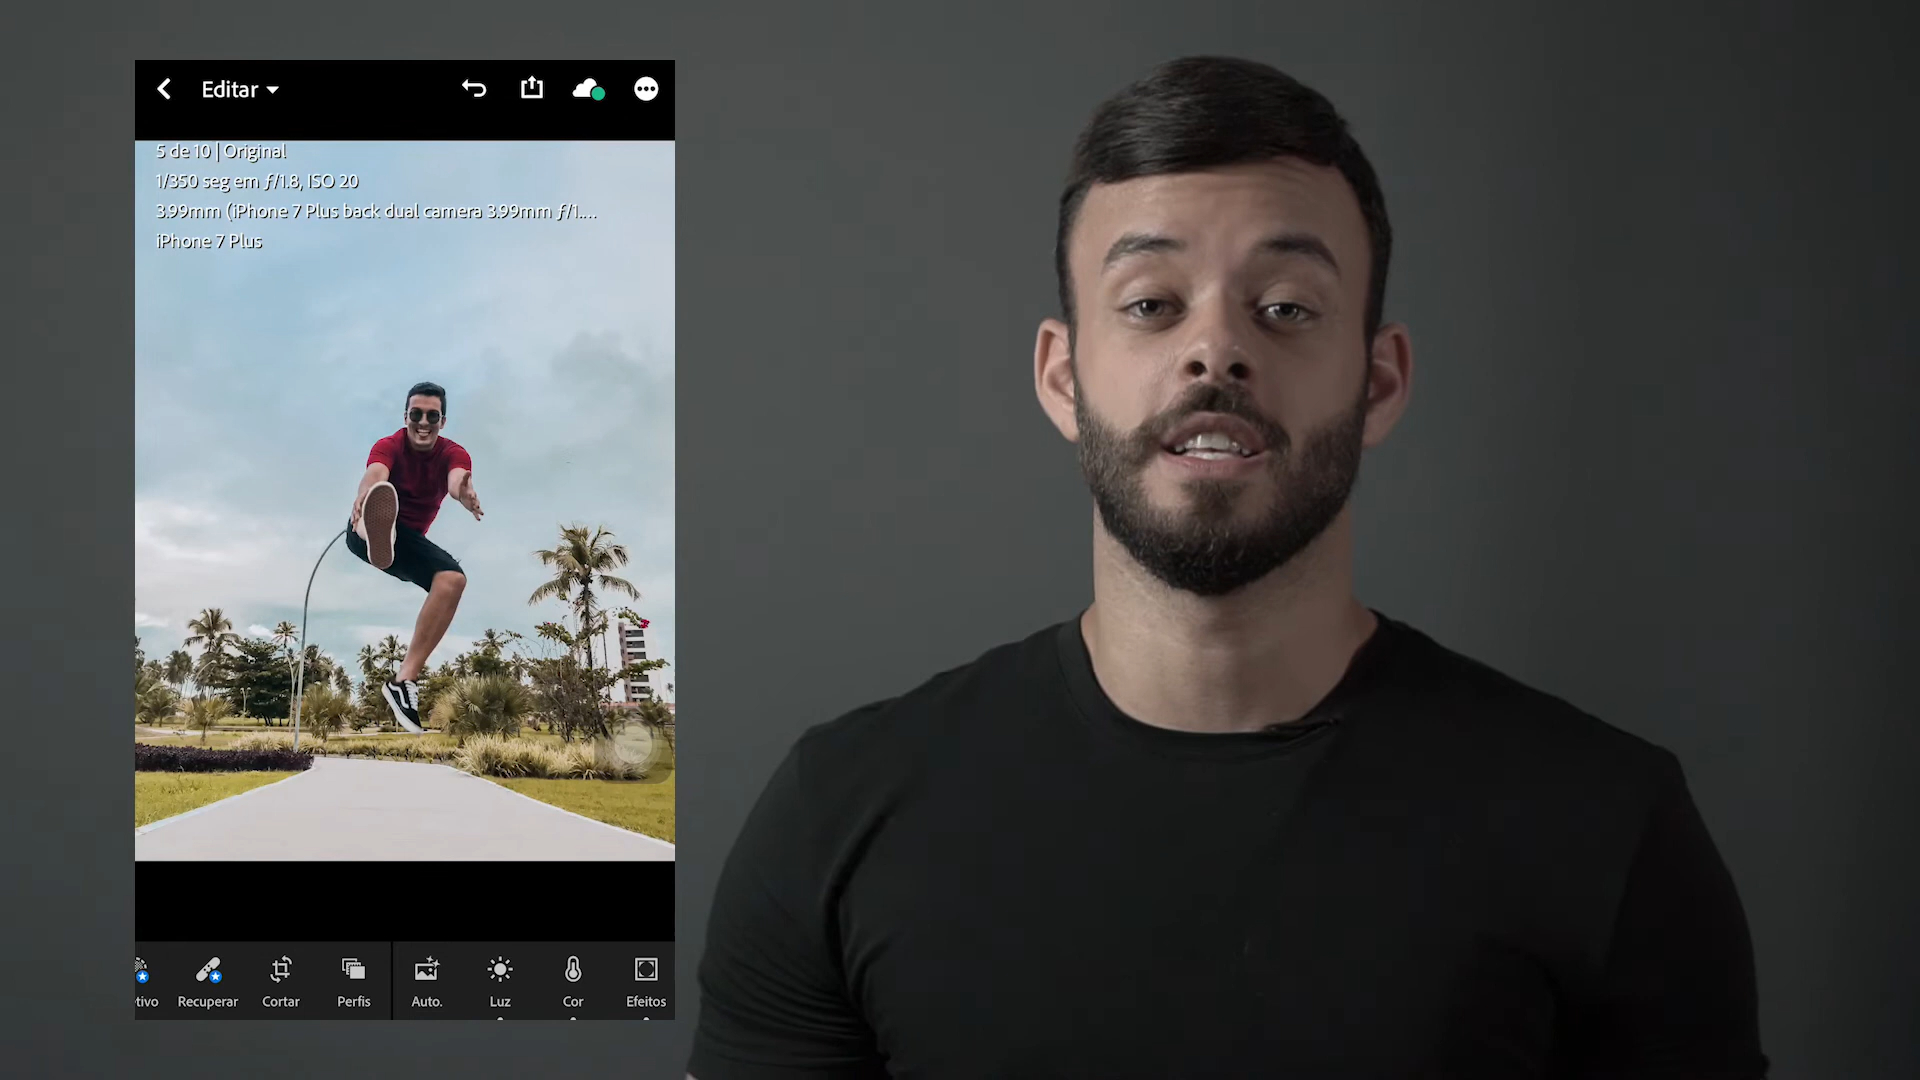 Editar
5 de 10 | Original
1/350 seg em ƒ/1.8, ISO 20
3.99mm (iPhone 7 Plus back dual camera 3.99mm ƒ/1....
iPhone 7 Plus
tivo Recuperar Cortar Perfis Auto. Luz Cor Efeitos